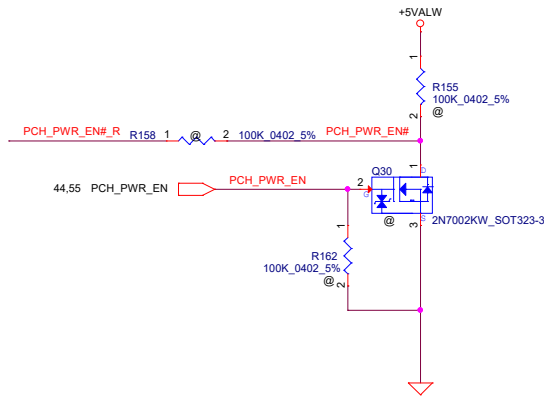 +5VALW
1
R155
100K_0402_5%
2
@
PCH_PWR_EN#_R 1 @ 2 100K_0402_5% PCH_PWR_EN#
R158
1
Q30
D
44,55 PCH_PWR_EN PCH_PWR_EN 2
G
S
@
3
2N7002KW_SOT323-3
1
R162
100K_0402_5%
@
2